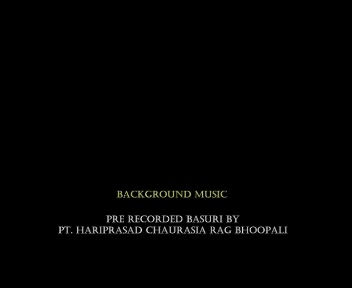 BACKGROUND MUSIC
PRE RECORDED BASURI BY
PT. HARIPRASAD CHAURASIA RAG BHOOPALI